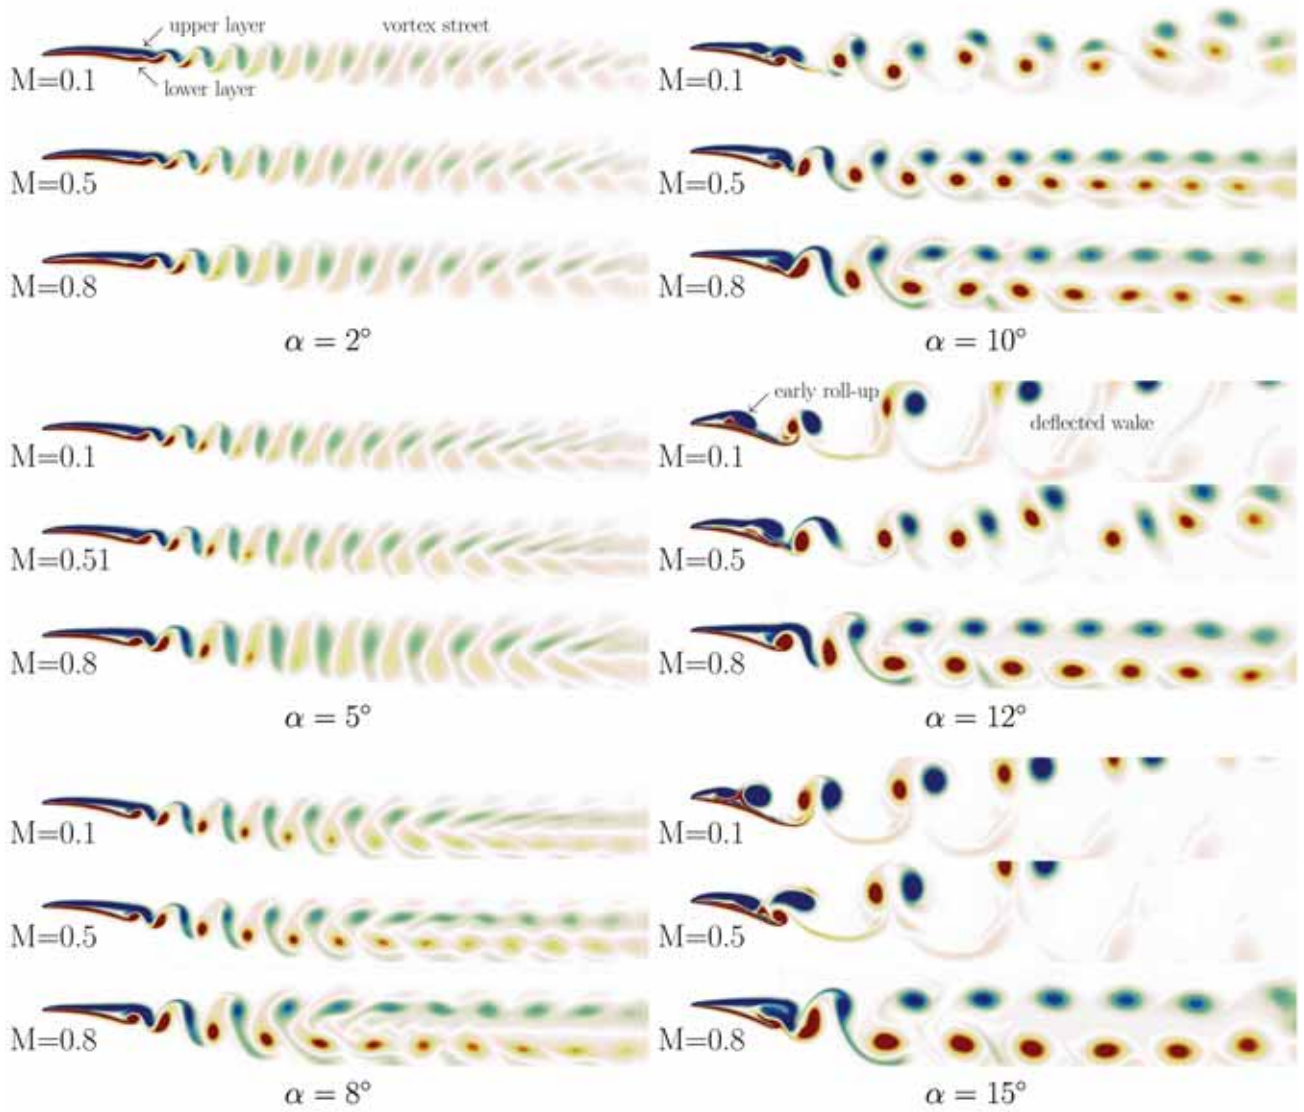 upper layer
vortex street
M=0.1
lower layer
M=0.5
M=0.8
α = 2°
M=0.1
M=0.5
M=0.8
α = 10°
M=0.1
M=0.51
M=0.8
α = 5°
early roll-up
deflected wake
M=0.1
M=0.5
M=0.8
α = 12°
M=0.1
M=0.5
M=0.8
α = 8°
M=0.1
M=0.5
M=0.8
α = 15°